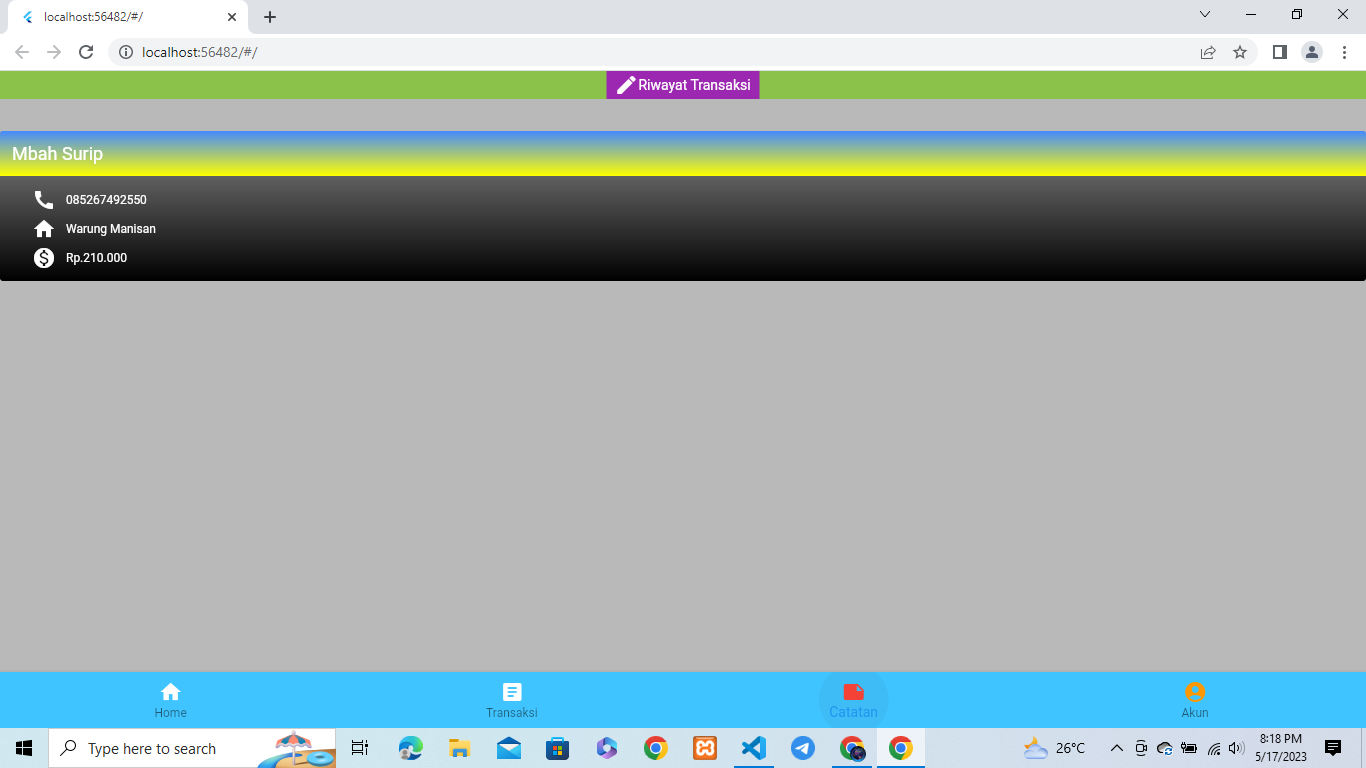 localhost:56482/#/
localhost:56482/#/
Riwayat Transaksi
Mbah Surip
085267492550
Warung Manisan
Rp.210.000
Home
Transaksi
Catatan
Akun
Type here to search
26°C
8:18 PM
5/17/2023